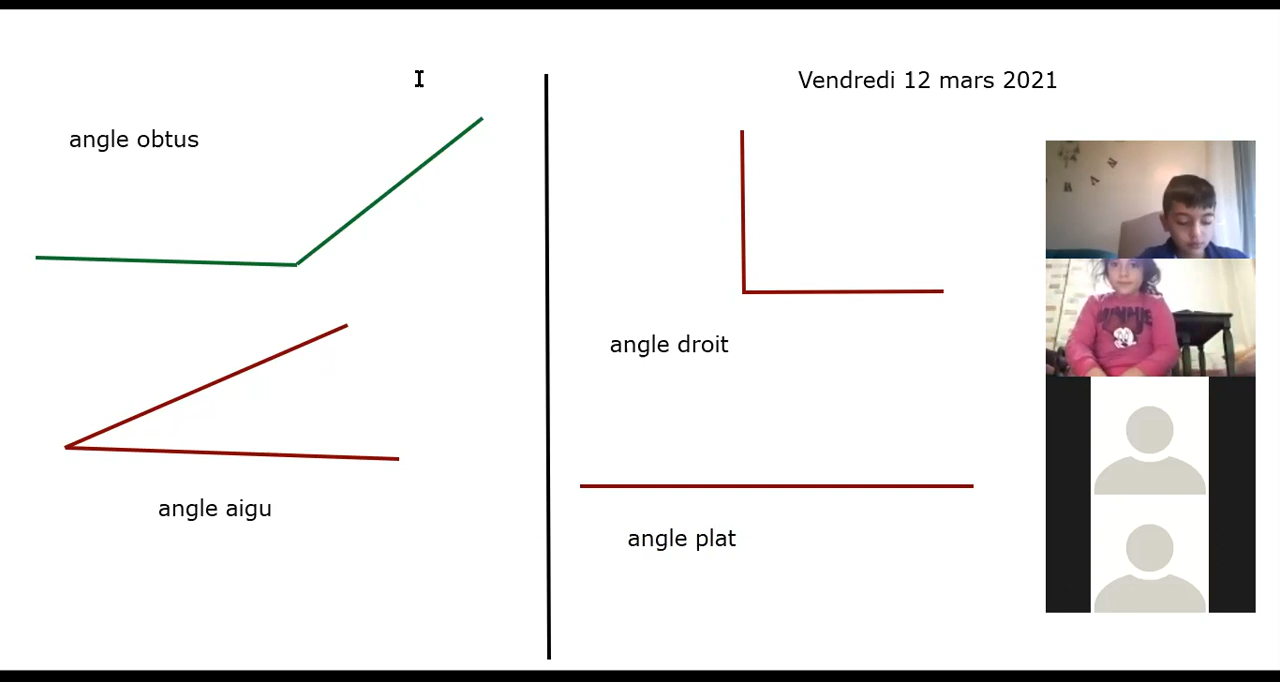 Vendredi 12 mars 2021
angle obtus
angle droit
angle aigu
angle plat